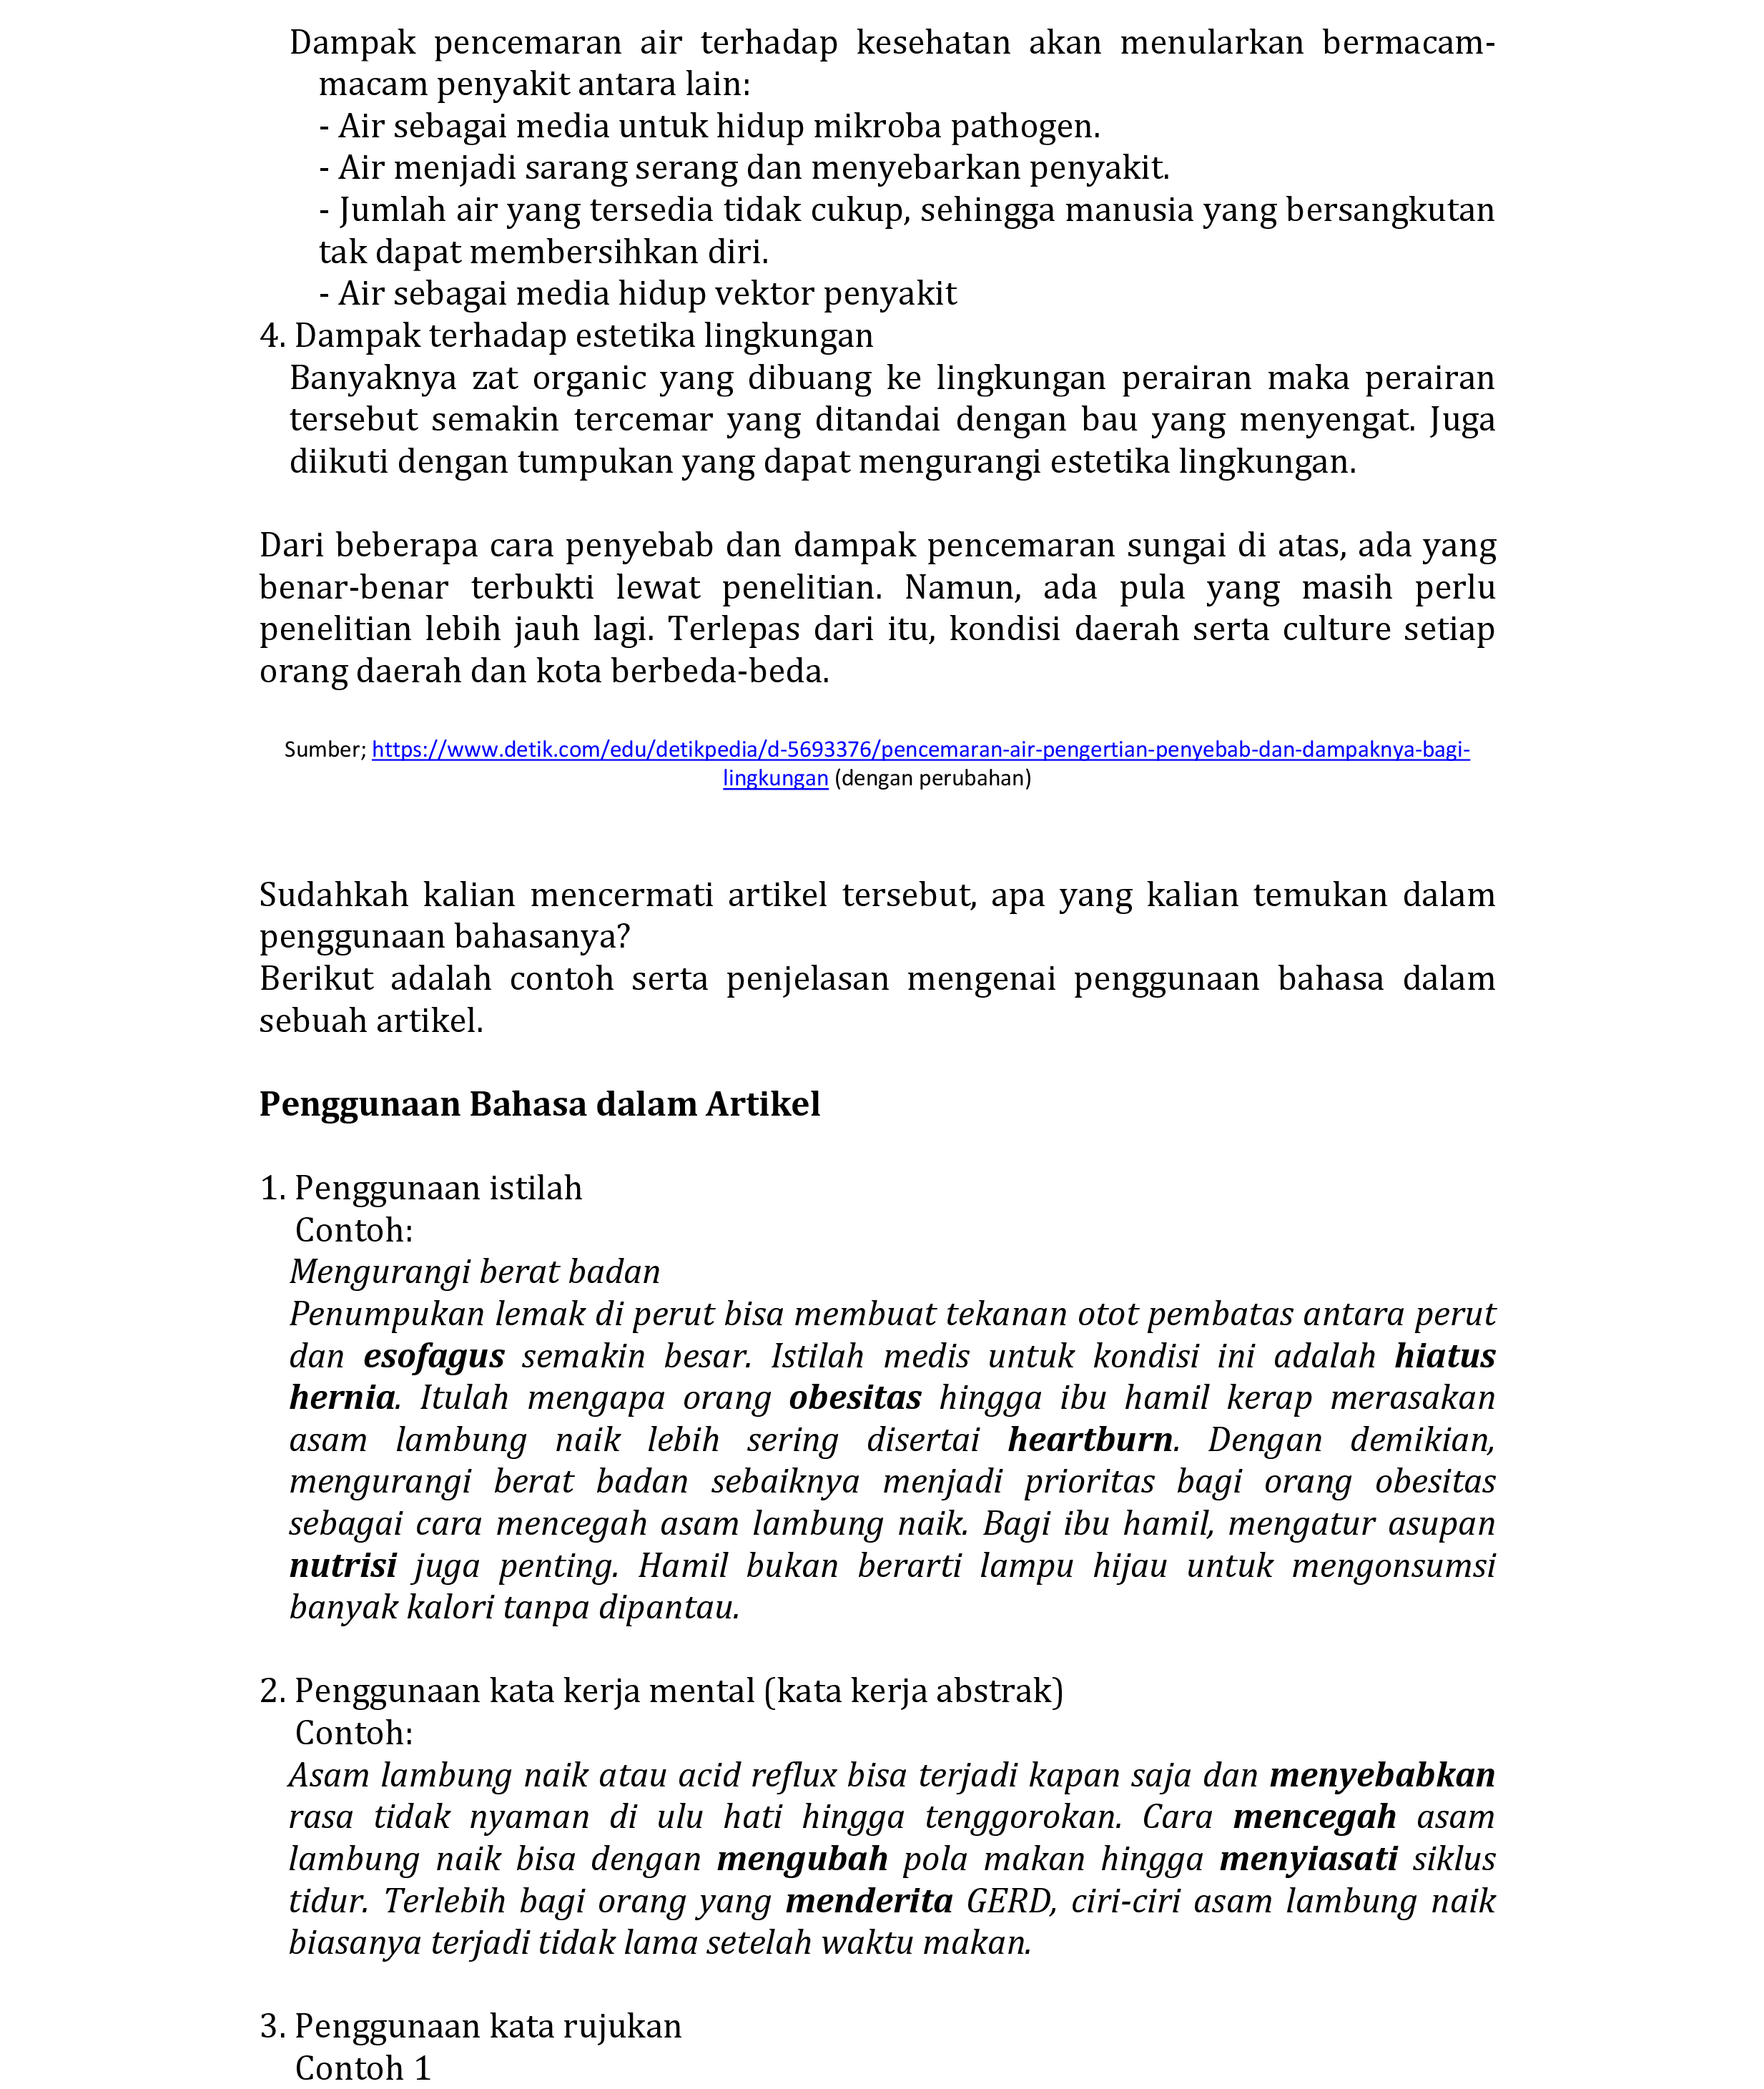 Dampak pencemaran air terhadap kesehatan akan menularkan bermacam-
macam penyakit antara lain:
- Air sebagai media untuk hidup mikroba pathogen.
- Air menjadi sarang serang dan menyebarkan penyakit.
- Jumlah air yang tersedia tidak cukup, sehingga manusia yang bersangkutan
tak dapat membersihkan diri.
- Air sebagai media hidup vektor penyakit
4. Dampak terhadap estetika lingkungan
Banyaknya zat organic yang dibuang ke lingkungan perairan maka perairan
tersebut semakin tercemar yang ditandai dengan bau yang menyengat. Juga
diikuti dengan tumpukan yang dapat mengurangi estetika lingkungan.
Dari beberapa cara penyebab dan dampak pencemaran sungai di atas, ada yang
benar-benar terbukti lewat penelitian. Namun, ada pula yang masih perlu
penelitian lebih jauh lagi. Terlepas dari itu, kondisi daerah serta culture setiap
orang daerah dan kota berbeda-beda.
Sumber; https://www.detik.com/edu/detikpedia/d-5693376/pencemaran-air-pengertian-penyebab-dan-dampaknya-bagi-
lingkungan (dengan perubahan)
Sudahkah kalian mencermati artikel tersebut, apa yang kalian temukan dalam
penggunaan bahasanya?
Berikut adalah contoh serta penjelasan mengenai penggunaan bahasa dalam
sebuah artikel.
Penggunaan Bahasa dalam Artikel
1. Penggunaan istilah
Contoh:
Mengurangi berat badan
Penumpukan lemak di perut bisa membuat tekanan otot pembatas antara perut
dan esofagus semakin besar. Istilah medis untuk kondisi ini adalah hiatus
hernia. Itulah mengapa orang obesitas hingga ibu hamil kerap merasakan
asam lambung naik lebih sering disertai heartburn. Dengan demikian,
mengurangi berat badan sebaiknya menjadi prioritas bagi orang obesitas
sebagai cara mencegah asam lambung naik. Bagi ibu hamil, mengatur asupan
nutrisi juga penting. Hamil bukan berarti lampu hijau untuk mengonsumsi
banyak kalori tanpa dipantau.
2. Penggunaan kata kerja mental (kata kerja abstrak)
Contoh:
Asam lambung naik atau acid reflux bisa terjadi kapan saja dan menyebabkan
rasa tidak nyaman di ulu hati hingga tenggorokan. Cara mencegah asam
lambung naik bisa dengan mengubah pola makan hingga menyiasati siklus
tidur. Terlebih bagi orang yang menderita GERD, ciri-ciri asam lambung naik
biasanya terjadi tidak lama setelah waktu makan.
3. Penggunaan kata rujukan
Contoh 1